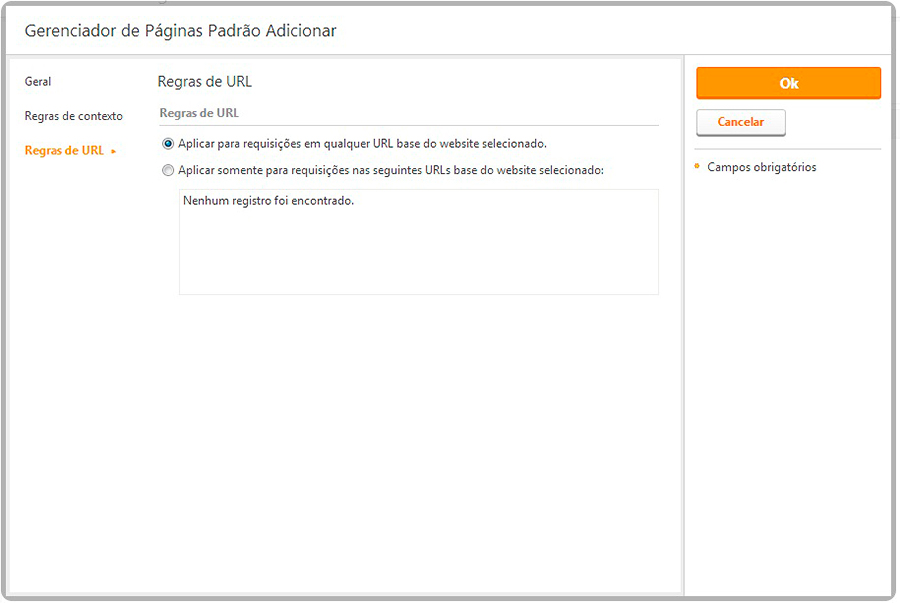 Gerenciador de Páginas Padrão Adicionar
Geral
Regras de contexto
Regras de URL
Regras de URL
Regras de URL
Aplicar para requisições em qualquer URL base do website selecionado.
Aplicar somente para requisições nas seguintes URLs base do website selecionado:
Nenhum registro foi encontrado.
Ok
Cancelar
Campos obrigatórios